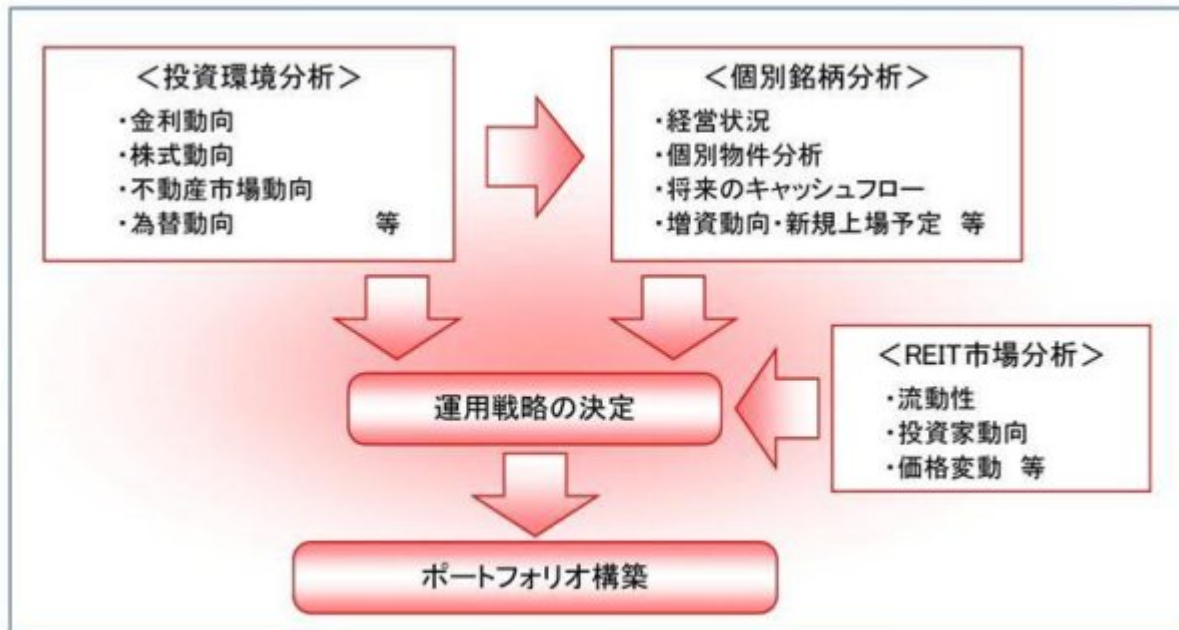 ＜投資環境分析＞
・金利動向
・株式動向
・不動産市場動向
・為替動向　　　　　等
＜個別銘柄分析＞
・経営状況
・個別物件分析
・将来のキャッシュフロー
・増資動向・新規上場予定　等
＜REIT市場分析＞
・流動性
・投資家動向
・価格変動　等
運用戦略の決定
ポートフォリオ構築